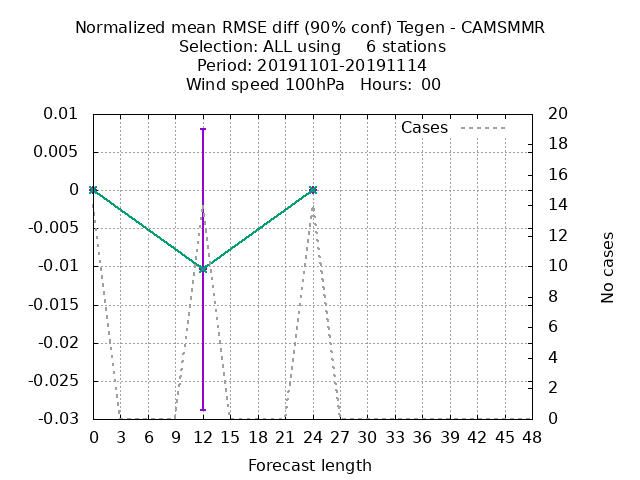 Normalized mean RMSE diff (90% conf) Tegen - CAMSMMR
Selection: ALL using     6 stations
Period: 20191101-20191114
Wind speed 100hPa   Hours:  00
Cases
0.01
0.005
0
-0.005
-0.01
-0.015
-0.02
-0.025
-0.03
20
18
16
14
12
10
8
6
4
2
0
No cases
0 3 6 9 12 15 18 21 24 27 30 33 36 39 42 45 48
Forecast length